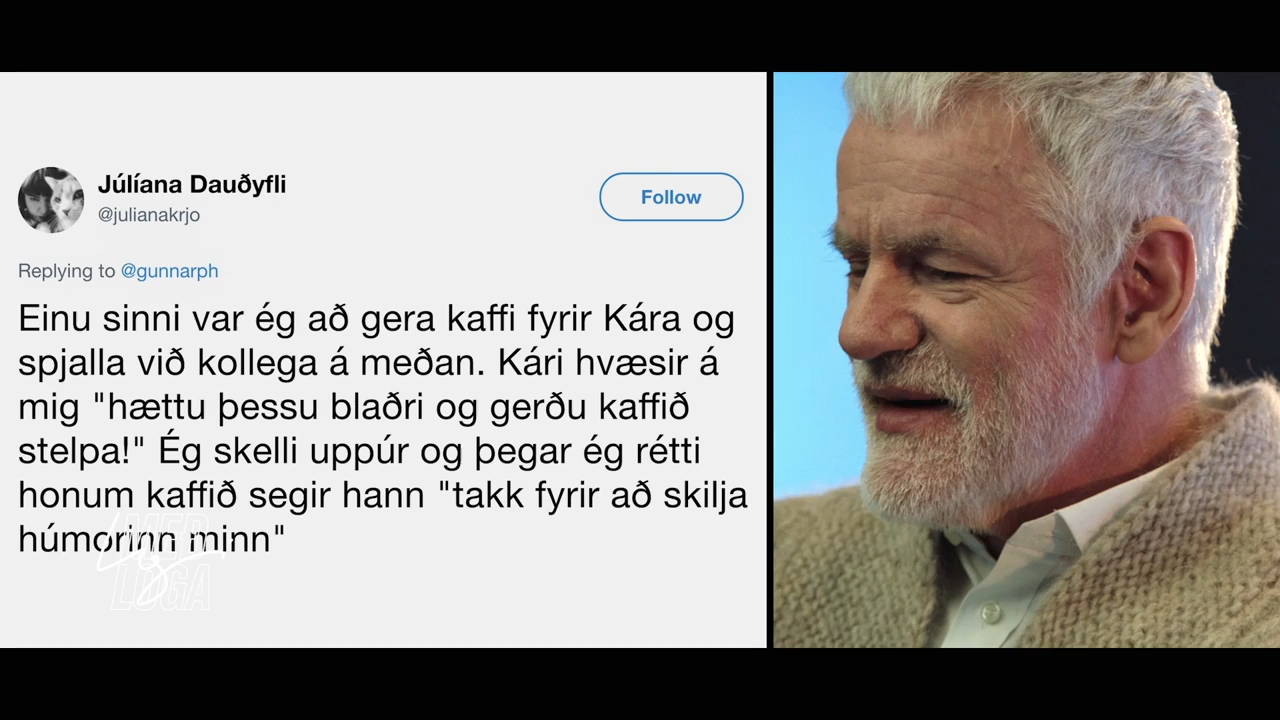 Júlíana Dauðyfli
@julianakrjo
Follow
Replying to @gunnarph
Einu sinni var ég að gera kaffi fyrir Kára og
spjalla við kollega á meðan. Kári hvæsir á
mig "hættu þessu blaðri og gerðu kaffið
stelpa!" Ég skelli uppúr og þegar ég rétti
honum kaffið segir hann "takk fyrir að skilja
húmorinn minn"
MEÐ
LOGA